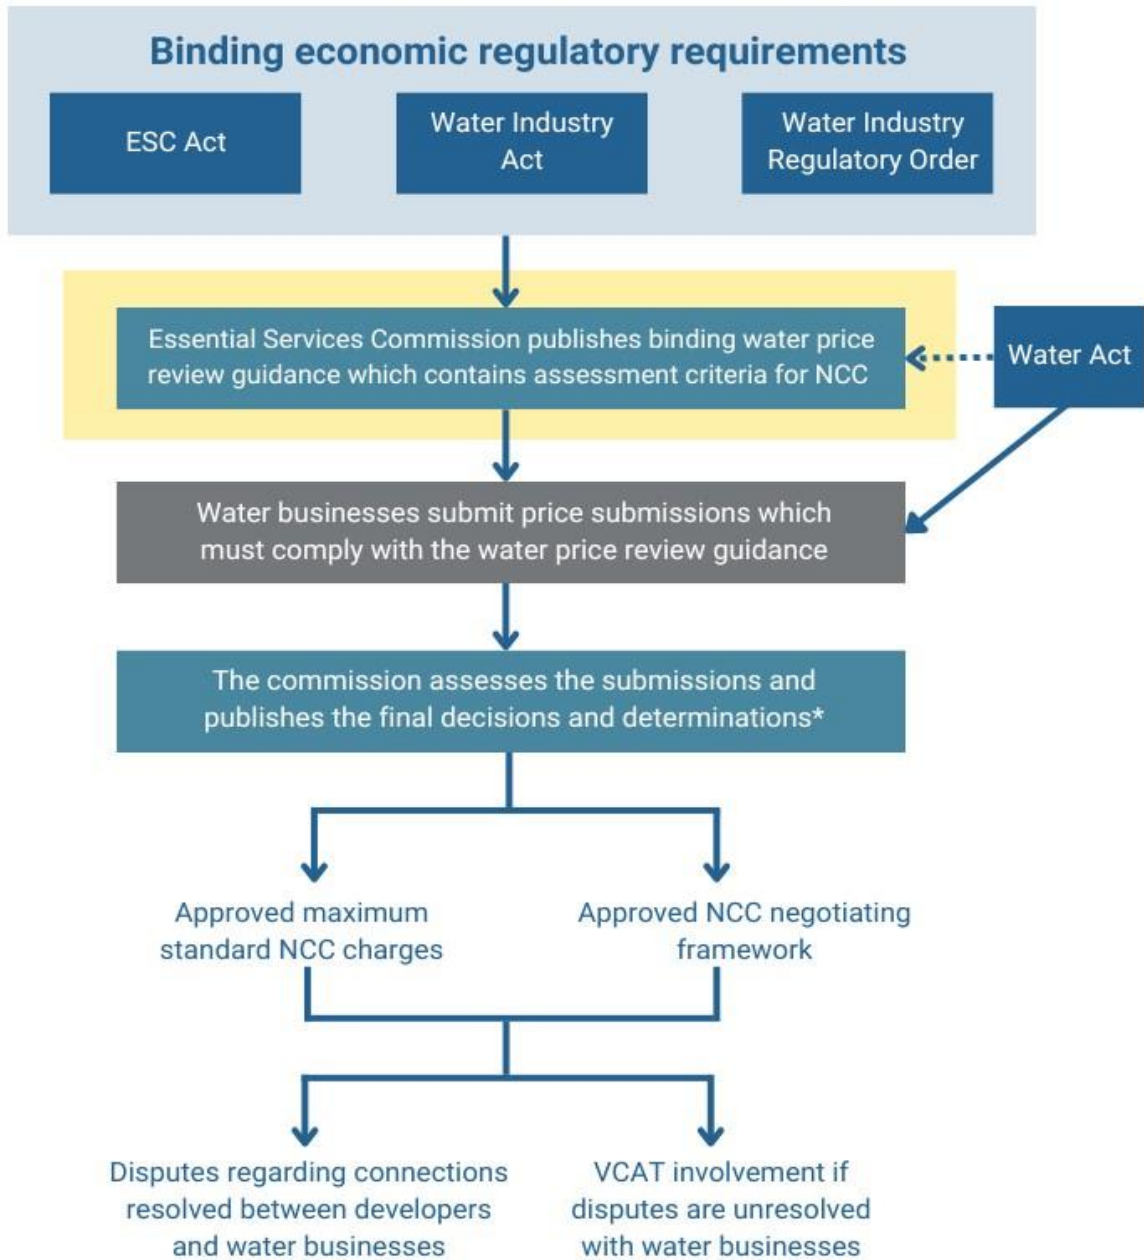 Binding economic regulatory requirements
ESC Act
Water Industry
Act
Water Industry
Regulatory Order
Essential Services Commission publishes binding water price
review guidance which contains assessment criteria for NCC
Water Act
Water businesses submit price submissions which
must comply with the water price review guidance
The commission assesses the submissions and
publishes the final decisions and determinations*
Approved maximum
standard NCC charges
Approved NCC negotiating
framework
Disputes regarding connections
resolved between developers
and water businesses
VCAT involvement if
disputes are unresolved
with water businesses